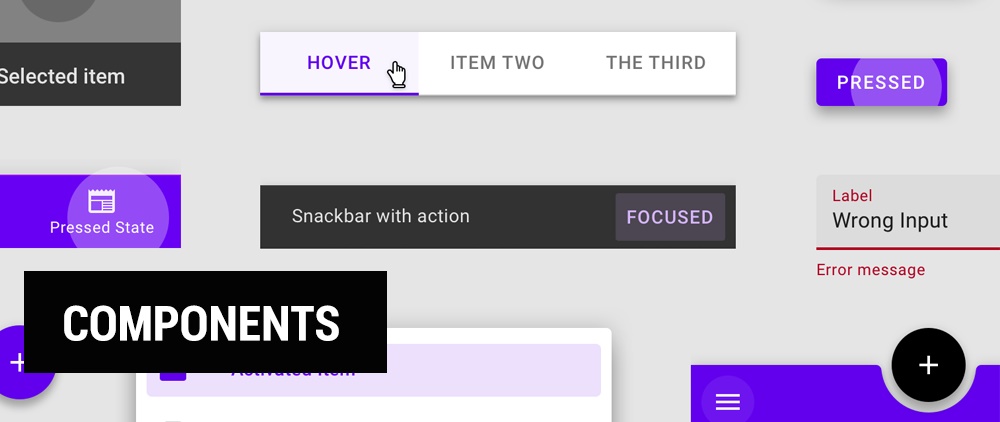 Selected item
HOVER
ITEM TWO
THE THIRD
PRESSED
Pressed State
Snackbar with action
FOCUSED
Label
Wrong Input
Error message
COMPONENTS
Activated item